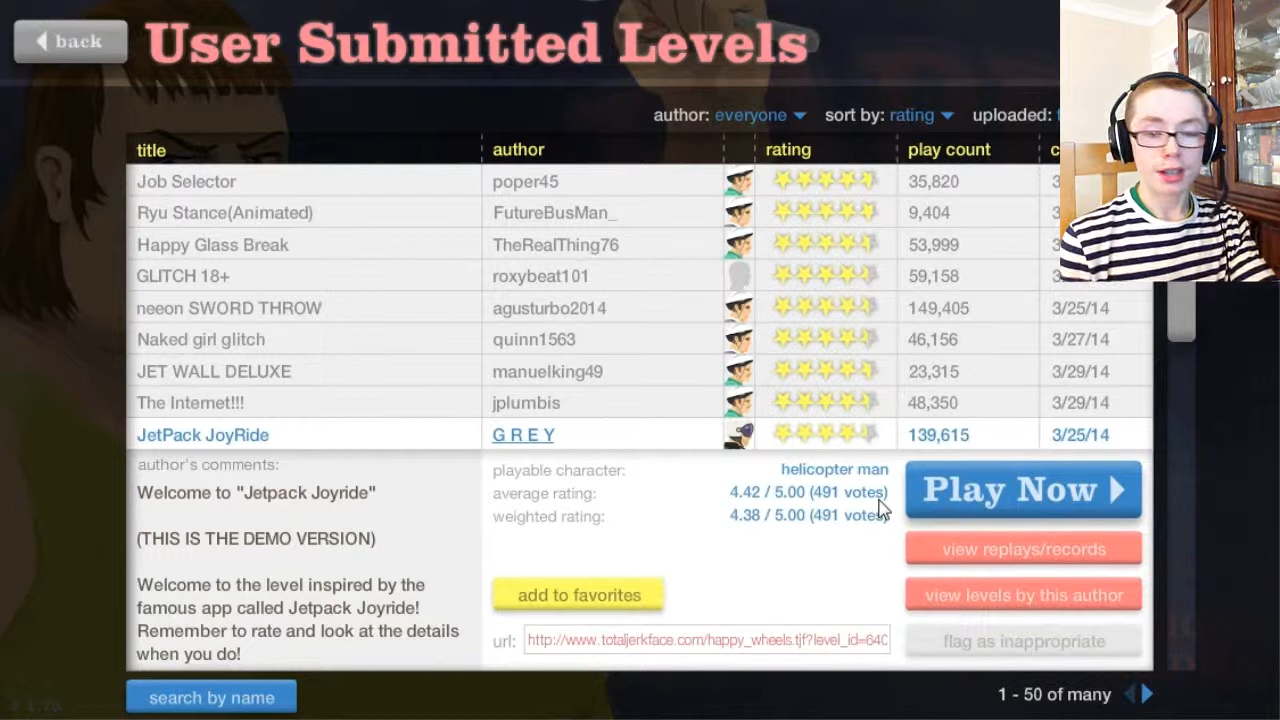 back
User Submitted Levels
author: everyone sort by: rating uploaded:
title author rating play count
Job Selector poper45 35,820
Ryu Stance(Animated) FutureBusMan_ 9,404
Happy Glass Break TheRealThing76 53,999
GLITCH 18+ roxybeat101 59,158
neeon SWORD THROW agusturbo2014 149,405 3/25/14
Naked girl glitch quinn1563 46,156 3/27/14
JET WALL DELUXE manuelking49 23,315 3/29/14
The Internet!!! jplumbis 48,350 3/29/14
JetPack JoyRide G R E Y 139,615 3/25/14
author's comments:
Welcome to "Jetpack Joyride"
(THIS IS THE DEMO VERSION)
Welcome to the level inspired by the
famous app called Jetpack Joyride!
Remember to rate and look at the details
when you do!
playable character: helicopter man
average rating: 4.42 / 5.00 (491 votes)
weighted rating: 4.38 / 5.00 (491 votes)
add to favorites
url: http://www.totaljerkface.com/happy_wheels.tjf?level_id=640
Play Now
view replays/records
view levels by this author
flag as inappropriate
search by name
1 - 50 of many